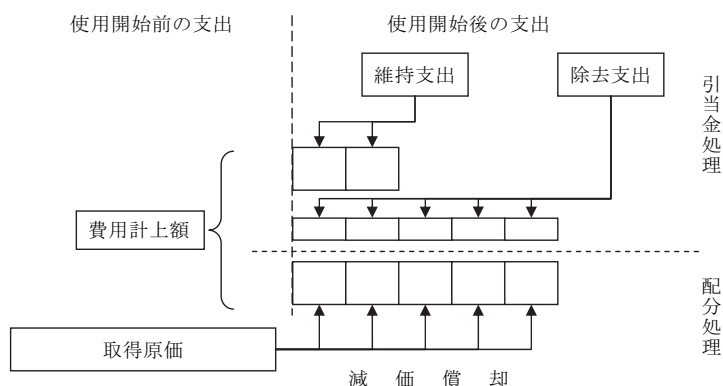 使用開始前の支出
使用開始後の支出
維持支出
除去支出
引当金処理
費用計上額
配分処理
取得原価
減価償却